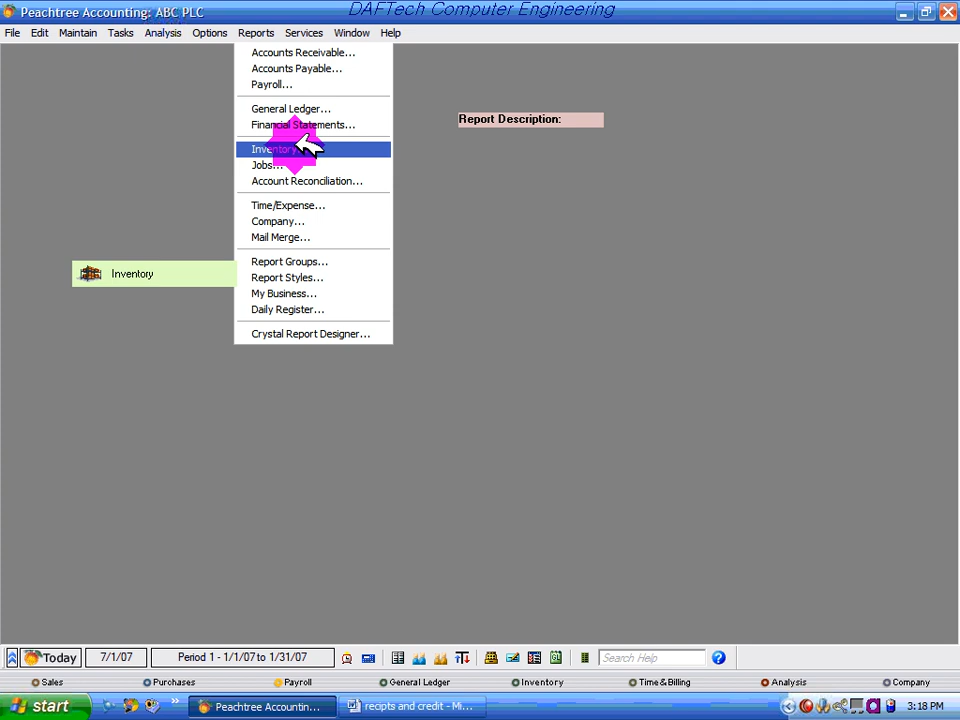 Peachtree Accounting: ABC PLC
DAFTech Computer Engineering
File Edit Maintain Tasks Analysis Options Reports Services Window Help
Accounts Receivable...
Accounts Payable...
Payroll...
General Ledger...
Report Description:
Financial Statements...
Inventory
Jobs...
Account Reconciliation...
Time/Expense...
Company...
Mail Merge...
Report Groups...
Inventory
Report Styles...
My Business...
Daily Register...
Crystal Report Designer...
Today 7/1/07 Period 1 - 1/1/07 to 1/31/07 Search Help
Sales Purchases Payroll General Ledger Inventory Time & Billing Analysis Company
start Peachtree Accountin... recipts and credit - Mi... 3:18 PM